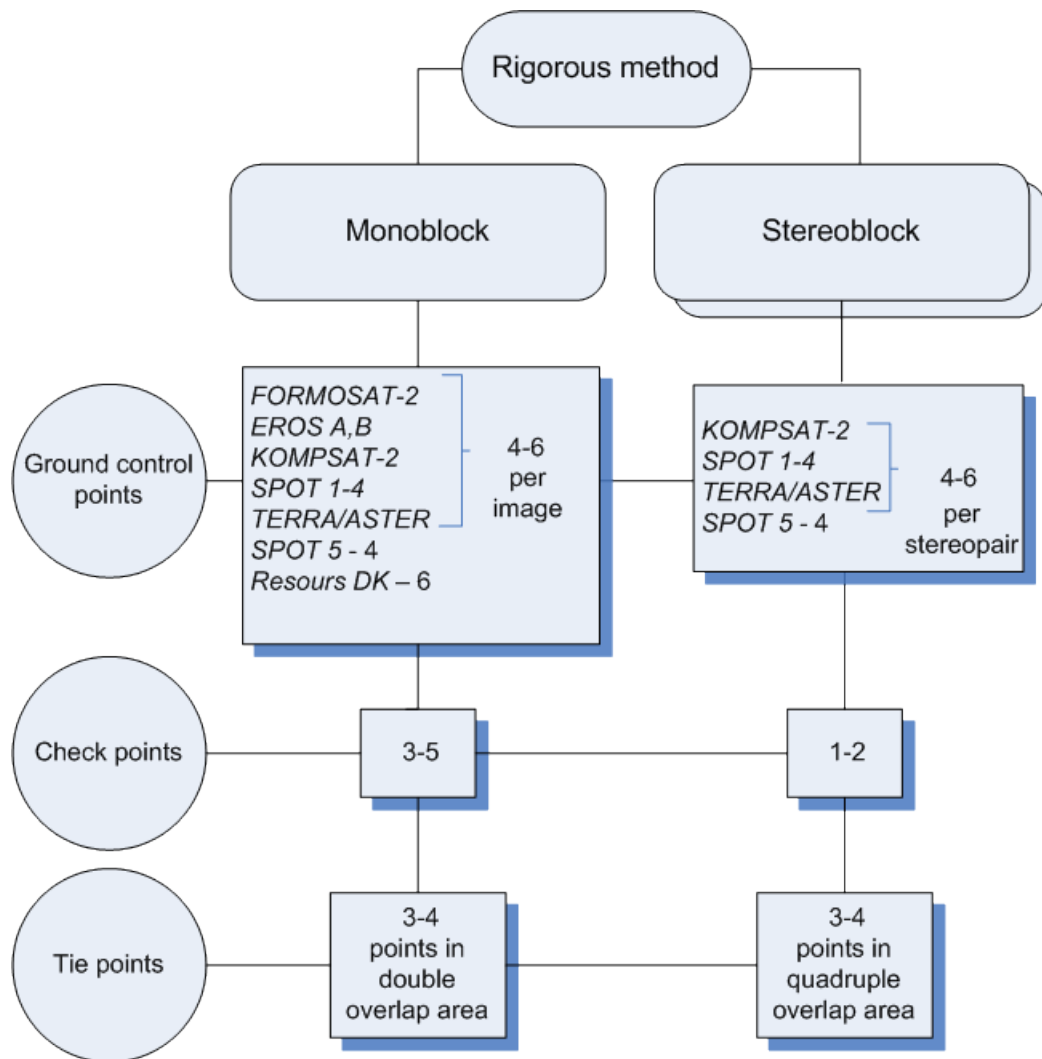 Rigorous method
Monoblock
Stereoblock
Ground control
points
FORMOSAT-2
EROS A,B
KOMPSAT-2
SPOT 1-4
TERRA/ASTER
SPOT 5 - 4
Resours DK – 6
4-6
per
image
KOMPSAT-2
SPOT 1-4
TERRA/ASTER
SPOT 5 - 4
4-6
per
stereopair
Check points
3-5
1-2
Tie points
3-4
points in
double
overlap area
3-4
points in
quadruple
overlap area